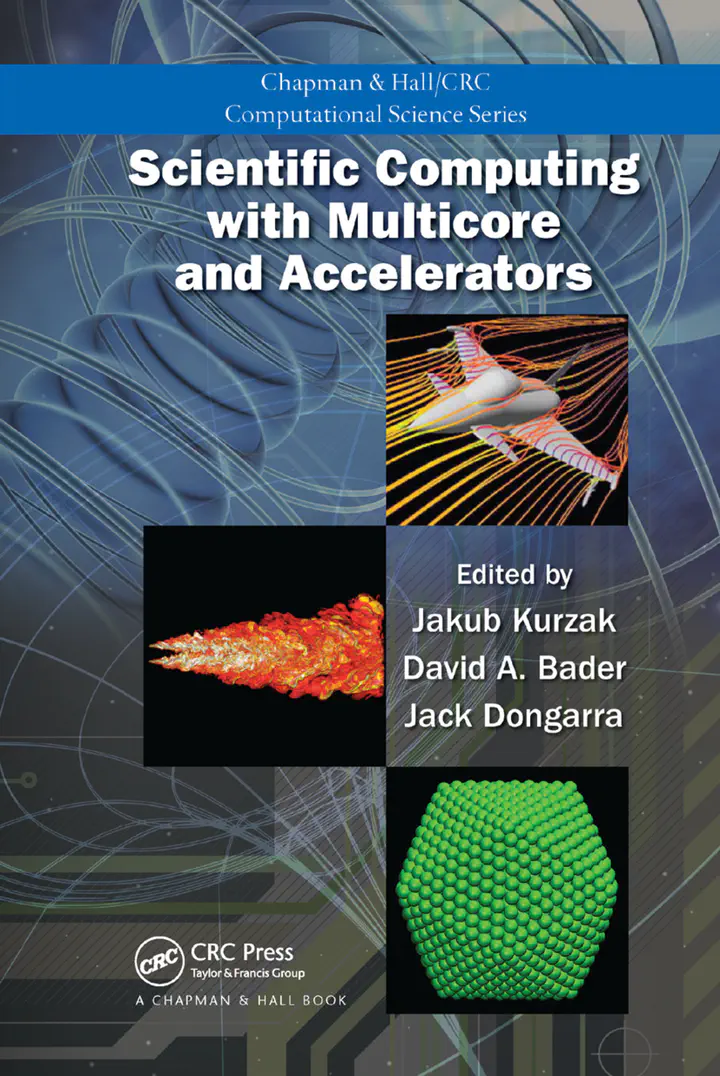 Chapman & Hall/CRC
Computational Science Series
Scientific Computing
with Multicore
and Accelerators
Edited by
Jakub Kurzak
David A. Bader
Jack Dongarra
CRC
CRC Press
Taylor & Francis Group
A CHAPMAN & HALL BOOK